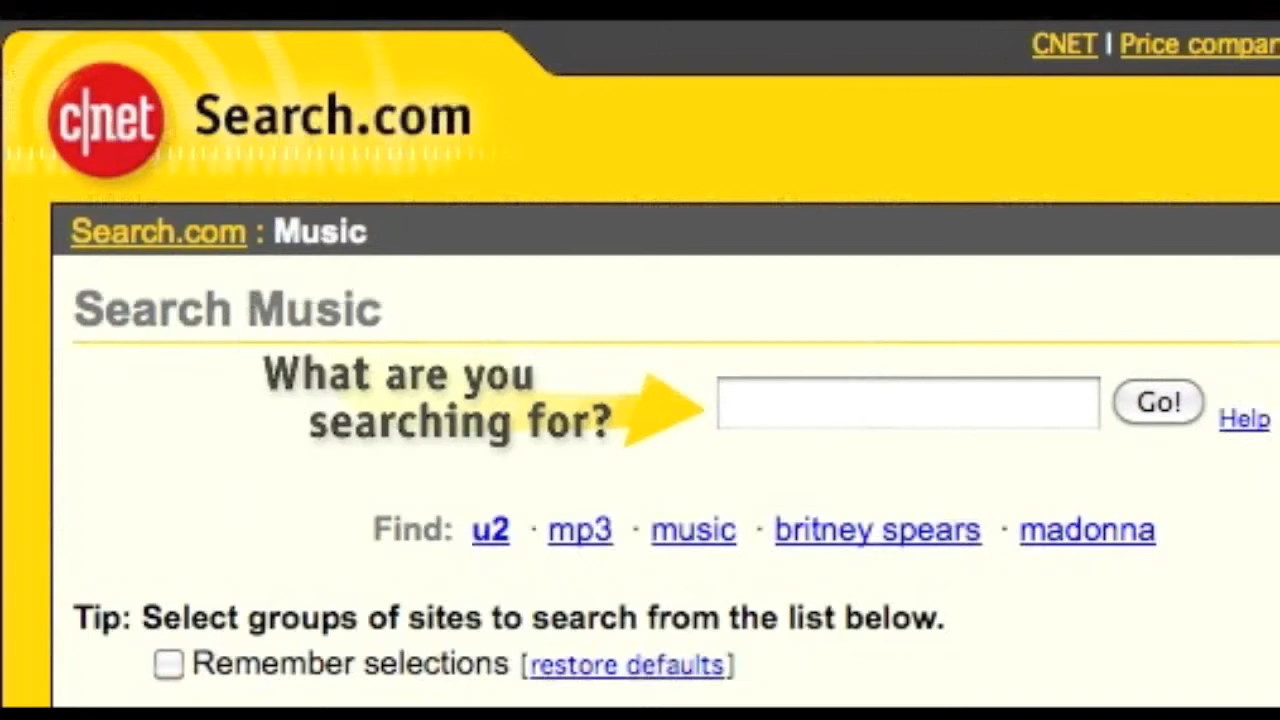 CNET | Price compar
c|net Search.com
Search.com : Music
Search Music
What are you
searching for?
Go!
Help
Find: u2 · mp3 · music · britney spears · madonna
Tip: Select groups of sites to search from the list below.
Remember selections [restore defaults]